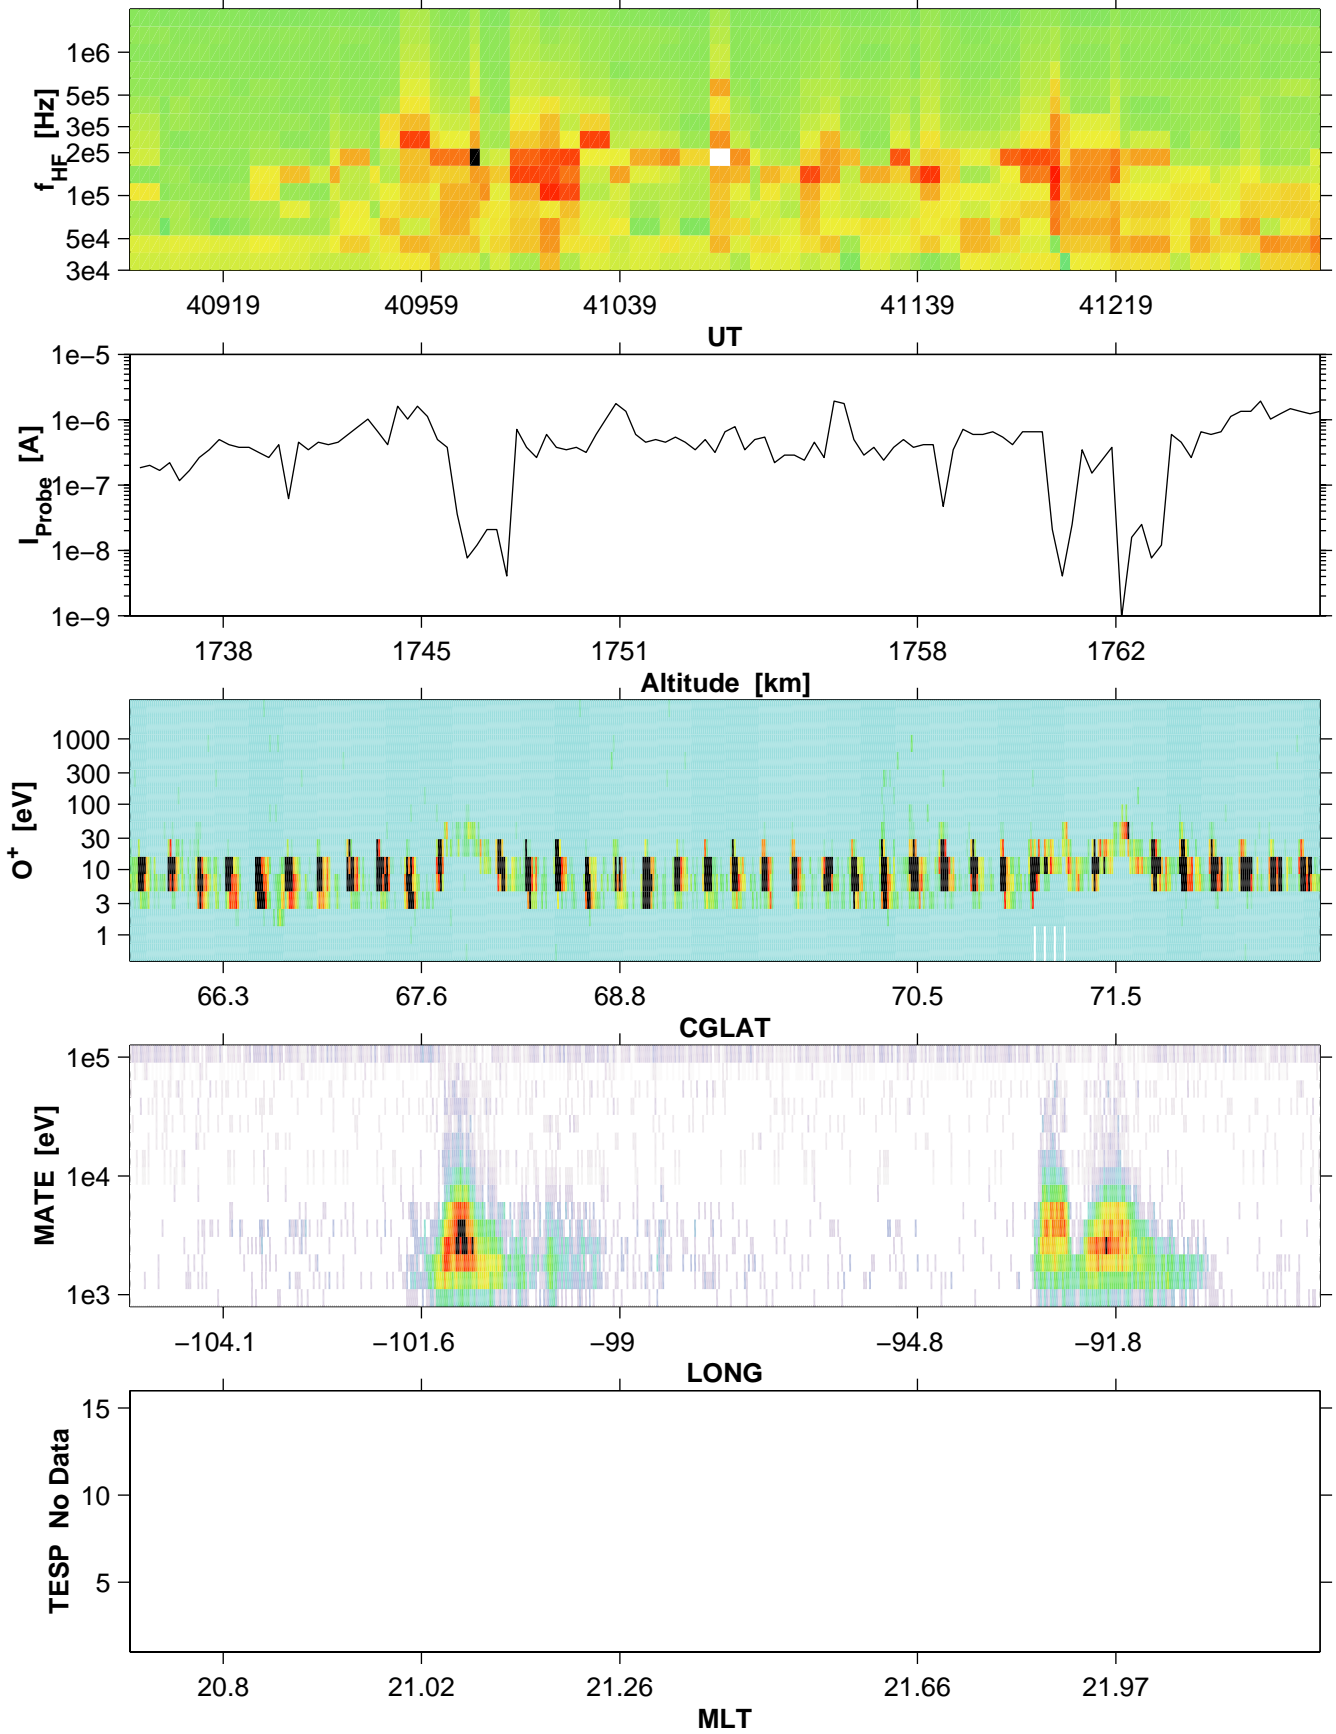 1e6
5e5
3e5
2e5
1e5
5e4
3e4
f_HF [Hz]
40919 40959 41039 41139 41219
UT
1e−5
1e−6
1e−7
1e−8
1e−9
I_Probe [A]
1738 1745 1751 1758 1762
Altitude [km]
1000
300
100
30
10
3
1
O⁺ [eV]
66.3 67.6 68.8 70.5 71.5
CGLAT
1e5
1e4
1e3
MATE [eV]
−104.1 −101.6 −99 −94.8 −91.8
LONG
15
10
5
TESP No Data
20.8 21.02 21.26 21.66 21.97
MLT